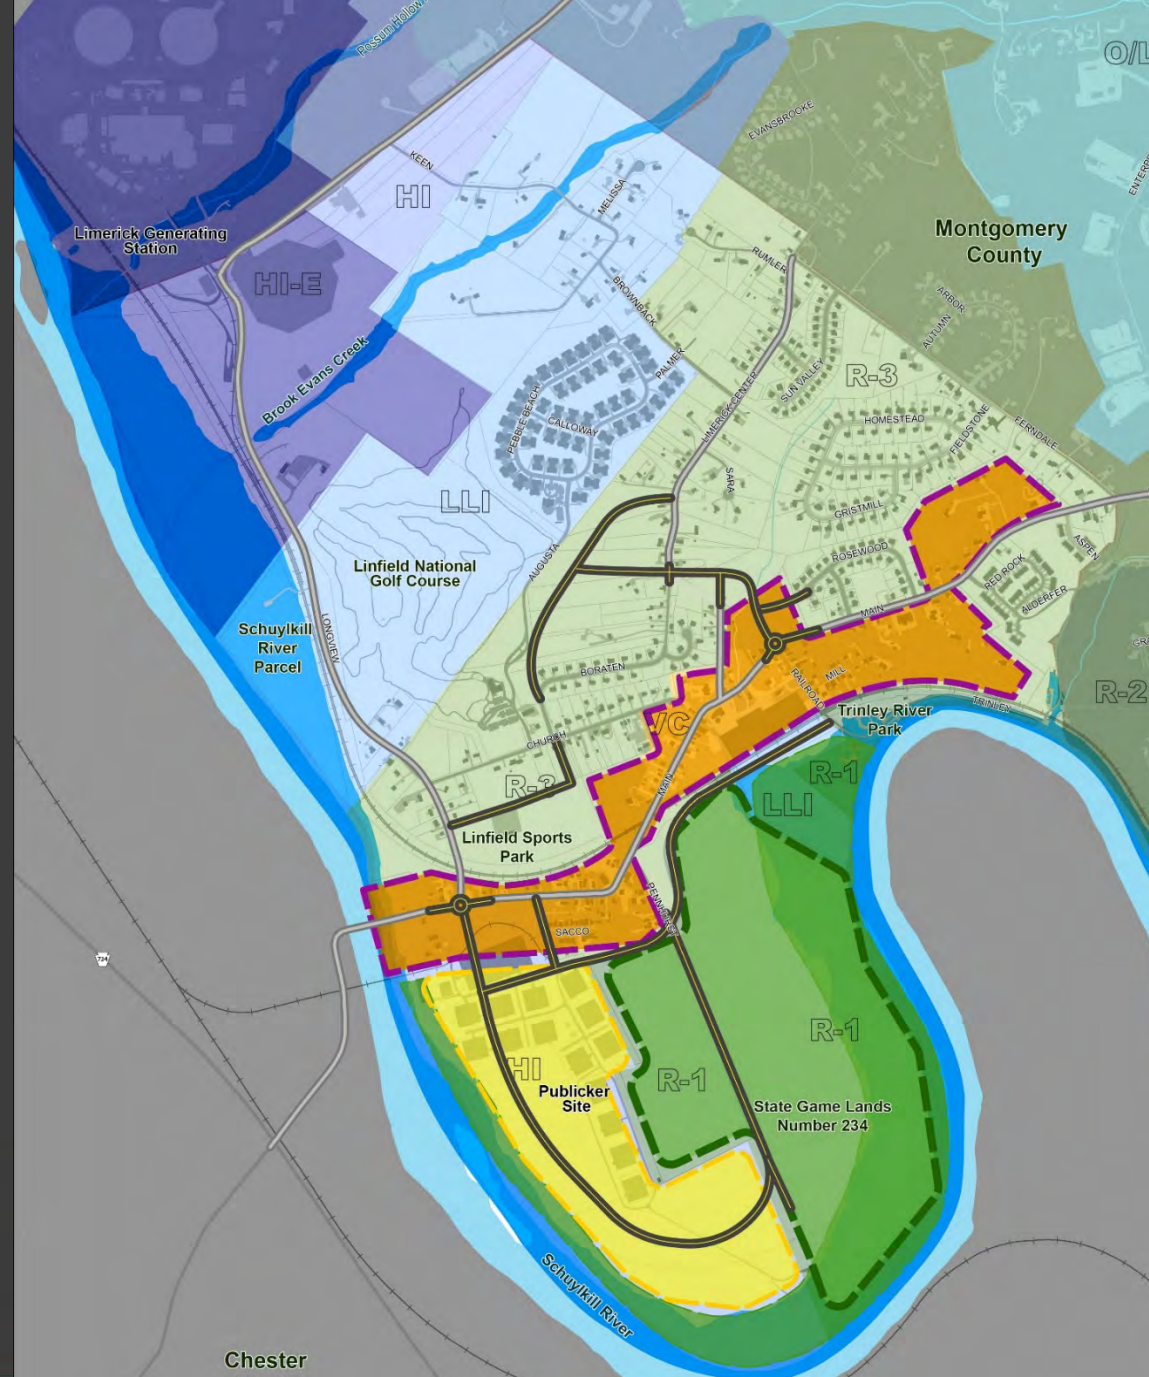 Possum Hollow
O/L
EVANSBROOKE
KEEN
HI
MELISSA
Limerick Generating
Station
Montgomery
County
RUMLER
HI-E
BROWNBACK
ARBOR
AUTUMN
Brook Evans Creek
PALMER
SUN VALLEY
R-3
PEBBLE BEACH
CALLOWAY
LIMERICK CENTER
HOMESTEAD
FIELDSTONE
FERNDALE
SARA
LLI
GRISTMILL
AUGUSTA
ROSEWOOD
ASPEN
Linfield National
Golf Course
RED ROCK
ALDERFER
MAIN
Schuylkill
River
Parcel
LONGVIEW
BORATEN
MILL
RAILROAD
R-2
TRINLEY
Trinley River
Park
VC
CHURCH
R-3
MAIN
R-1
LLI
Linfield Sports
Park
PENNHURST
SACCO
724
R-1
HI
R-1
Publicker
Site
State Game Lands
Number 234
Schuylkill River
Chester